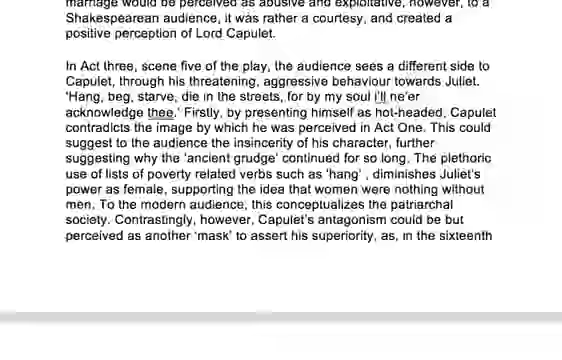 marriage would be perceived as abusive and exploitative, however, to a
Shakespearean audience, it was rather a courtesy, and created a
positive perception of Lord Capulet.
In Act three, scene five of the play, the audience sees a different side to
Capulet, through his threatening, aggressive behaviour towards Juliet.
'Hang, beg, starve, die in the streets, for by my soul i'll ne'er
acknowledge thee.' Firstly, by presenting himself as hot-headed, Capulet
contradicts the image by which he was perceived in Act One. This could
suggest to the audience the insincerity of his character, further
suggesting why the 'ancient grudge' continued for so long. The plethoric
use of lists of poverty related verbs such as 'hang' , diminishes Juliet's
power as female, supporting the idea that women were nothing without
men. To the modern audience, this conceptualizes the patriarchal
society. Contrastingly, however, Capulet's antagonism could be but
perceived as another 'mask' to assert his superiority, as, in the sixteenth